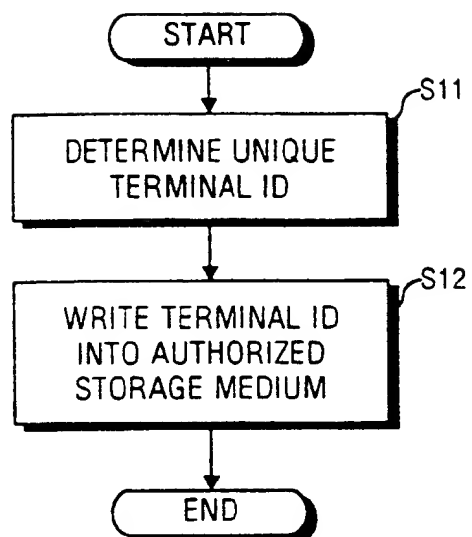 START
S11
DETERMINE UNIQUE
TERMINAL ID
S12
WRITE TERMINAL ID
INTO AUTHORIZED
STORAGE MEDIUM
END